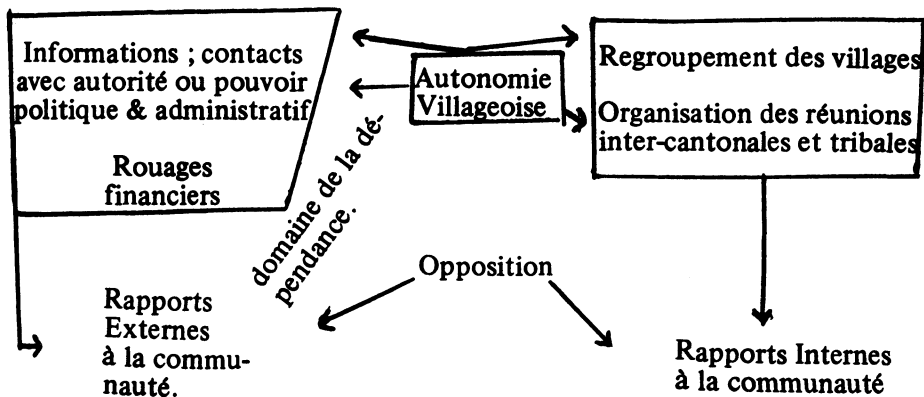 Informations ; contacts
avec autorité ou pouvoir
politique & administratif
Rouages
financiers
Autonomie
Villageoise
Regroupement des villages
Organisation des réunions
inter-cantonales et tribales
domaine de la dé-
pendance.
Opposition
Rapports
Externes
à la commu-
nauté.
Rapports Internes
à la communauté